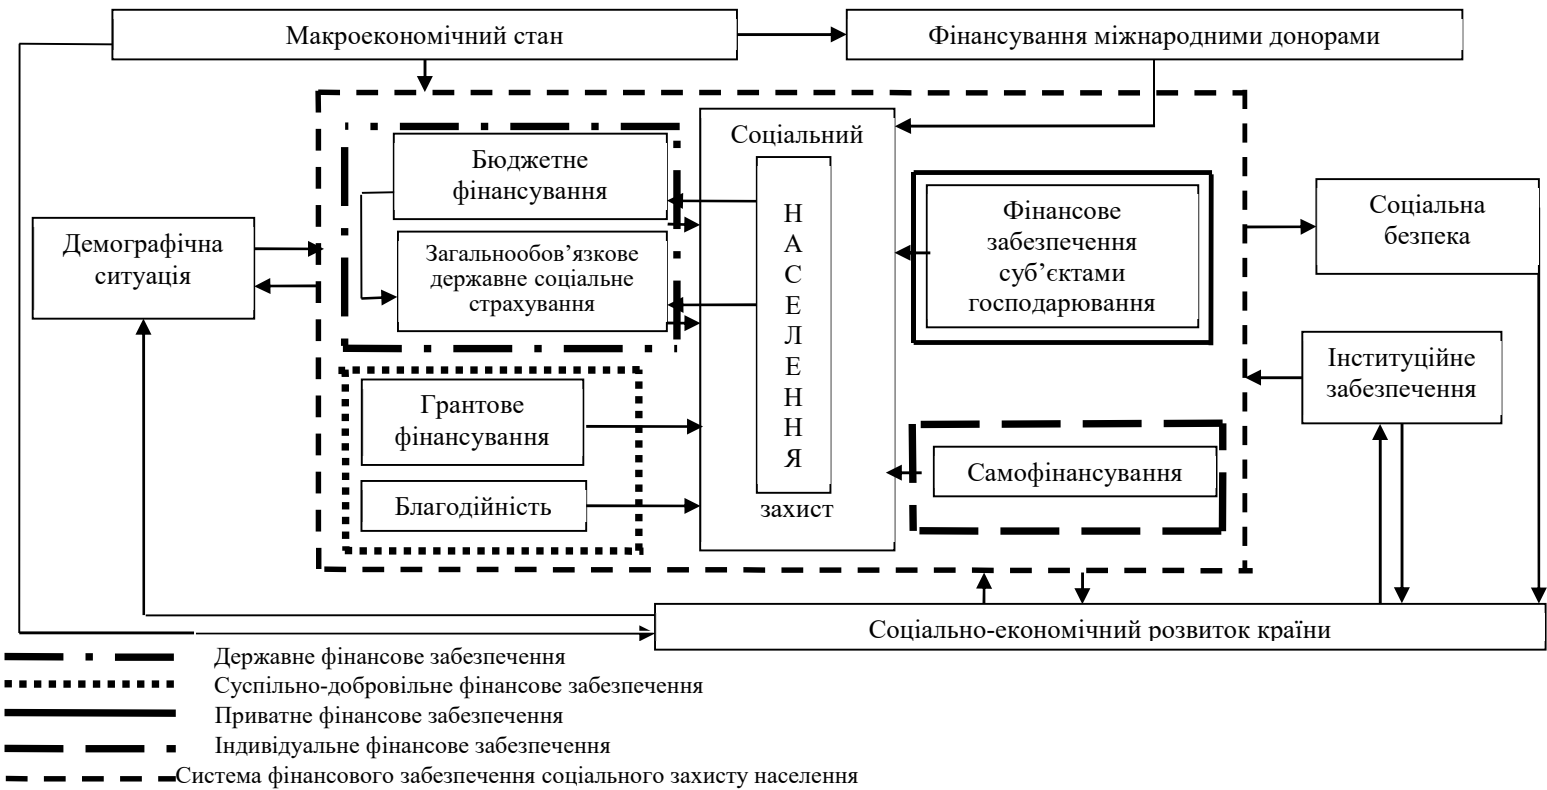 Макроекономічний стан
Фінансування міжнародними донорами
Соціальний
Н
А
С
Е
Л
Е
Н
Н
Я
захист
Бюджетне
фінансування
Загальнообов’язкове
державне соціальне
страхування
Грантове
фінансування
Благодійність
Фінансове
забезпечення
суб’єктами
господарювання
Самофінансування
Демографічна
ситуація
Соціальна
безпека
Інституційне
забезпечення
Соціально-економічний розвиток країни
Державне фінансове забезпечення
Суспільно-добровільне фінансове забезпечення
Приватне фінансове забезпечення
Індивідуальне фінансове забезпечення
Система фінансового забезпечення соціального захисту населення